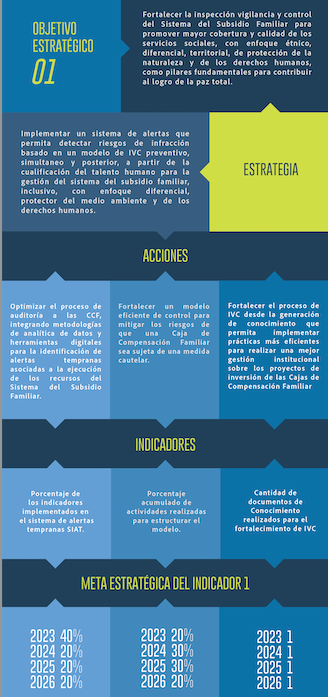 OBJETIVO
ESTRATÉGICO
01
Fortalecer la inspección vigilancia y control
del Sistema del Subsidio Familiar para
promover mayor cobertura y calidad de los
servicios sociales, con enfoque étnico,
diferencial, territorial, de protección de la
naturaleza y de los derechos humanos,
como pilares fundamentales para contribuir
al logro de la paz total.
Implementar un sistema de alertas que
permita detectar riesgos de infracción
basado en un modelo de IVC preventivo,
simultaneo y posterior, a partir de la
cualificación del talento humano para la
gestión del sistema del subsidio familiar,
inclusivo, con enfoque diferencial,
protector del medio ambiente y de los
derechos humanos.
ESTRATEGIA
ACCIONES
Optimizar el proceso de
auditoría a las CCF,
integrando metodologías
de analítica de datos y
herramientas digitales
para la identificación de
alertas tempranas
asociadas a la ejecución
de los recursos del
Sistema del Subsidio
Familiar.
Fortalecer un modelo
eficiente de control para
mitigar los riesgos de
que una Caja de
Compensación Familiar
sea sujeta de una medida
cautelar.
Fortalecer el proceso de
IVC desde la generación
de conocimiento que
permita implementar
prácticas más eficientes
para realizar una mejor
gestión institucional
sobre los proyectos de
inversión de las Cajas de
Compensación Familiar
INDICADORES
Porcentaje de
los indicadores
implementados en
el sistema de alertas
tempranas SIAT.
Porcentaje
acumulado de
actividades realizadas
para estructurar el
modelo.
Cantidad de
documentos de
Conocimiento
realizados para el
fortalecimiento de IVC
META ESTRATÉGICA DEL INDICADOR 1
2023 40%
2024 20%
2025 20%
2026 20%
2023 20%
2024 30%
2025 30%
2026 20%
2023 1
2024 1
2025 1
2026 1